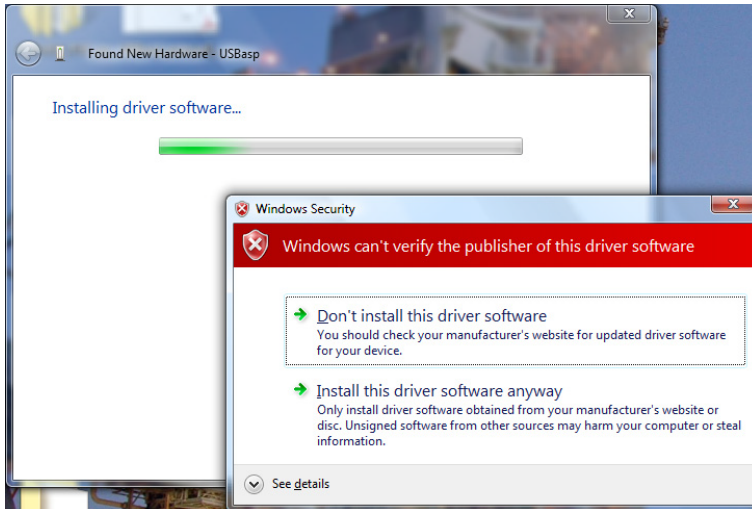 Found New Hardware - USBasp
Installing driver software...
Windows Security
Windows can't verify the publisher of this driver software
Don't install this driver software
You should check your manufacturer's website for updated driver software
for your device.
Install this driver software anyway
Only install driver software obtained from your manufacturer's website or
disc. Unsigned software from other sources may harm your computer or steal
information.
See details